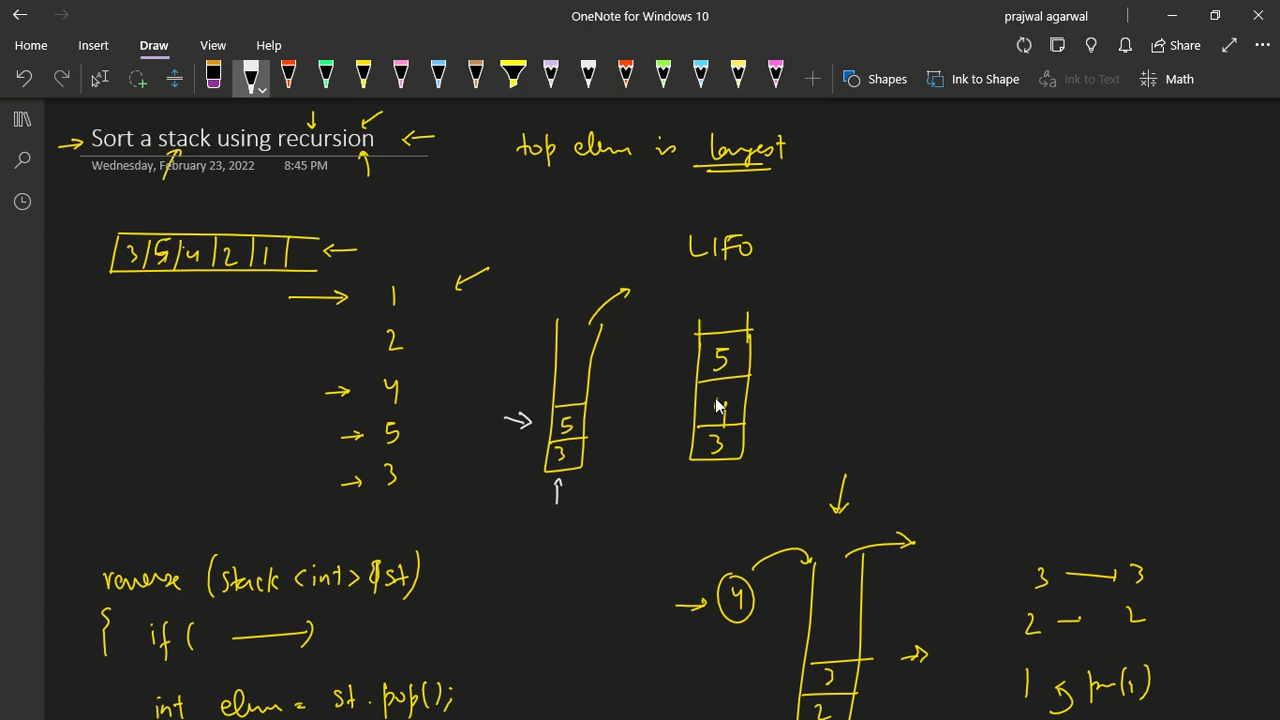 OneNote for Windows 10
prajwal agarwal
Home Insert Draw View Help
Share
Shapes Ink to Shape Ink to Text Math
Sort a stack using recursion
Wednesday, February 23, 2022 8:45 PM
top elem is largest
3 5 4 2 1
LIFO
1
2
4
5
3
5
3
5
4
3
reverse (stack <int> &st)
{ if ( )
int elem = st.pop();
4
3
2
3 3
2 2
1